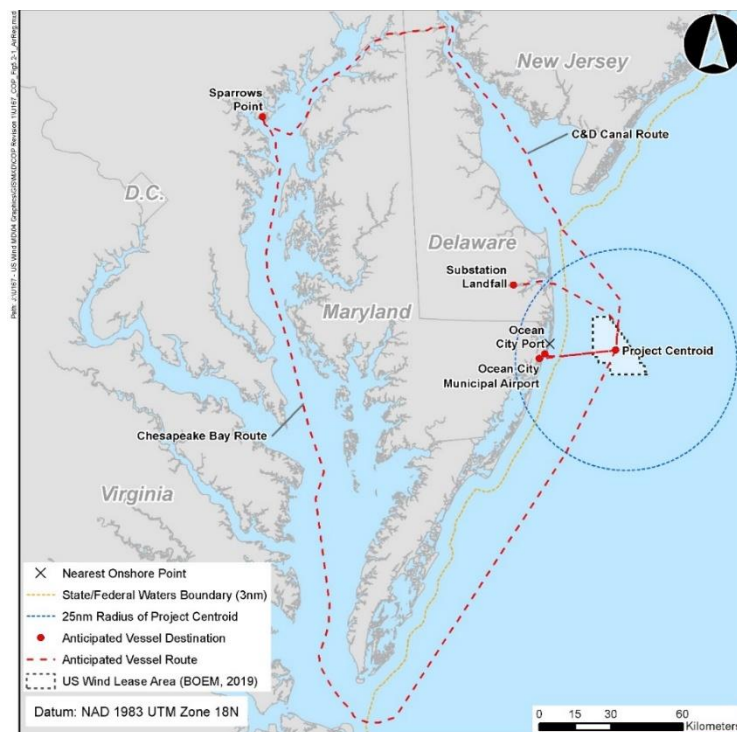 New Jersey
Sparrows
Point
C&D Canal Route
D.C.
Delaware
Substation
Landfall
Maryland
Ocean
City Port
Project Centroid
Ocean City
Municipal Airport
Chesapeake Bay Route
Virginia
Nearest Onshore Point
State/Federal Waters Boundary (3nm)
25nm Radius of Project Centroid
Anticipated Vessel Destination
Anticipated Vessel Route
US Wind Lease Area (BOEM, 2019)
Datum: NAD 1983 UTM Zone 18N
0 15 30 60
Kilometers